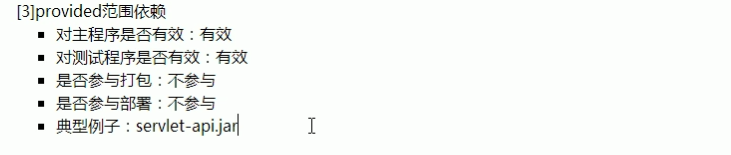 [3]provided范围依赖
▪ 对主程序是否有效：有效
▪ 对测试程序是否有效：有效
▪ 是否参与打包：不参与
▪ 是否参与部署：不参与
▪ 典型例子：servlet-api.jar